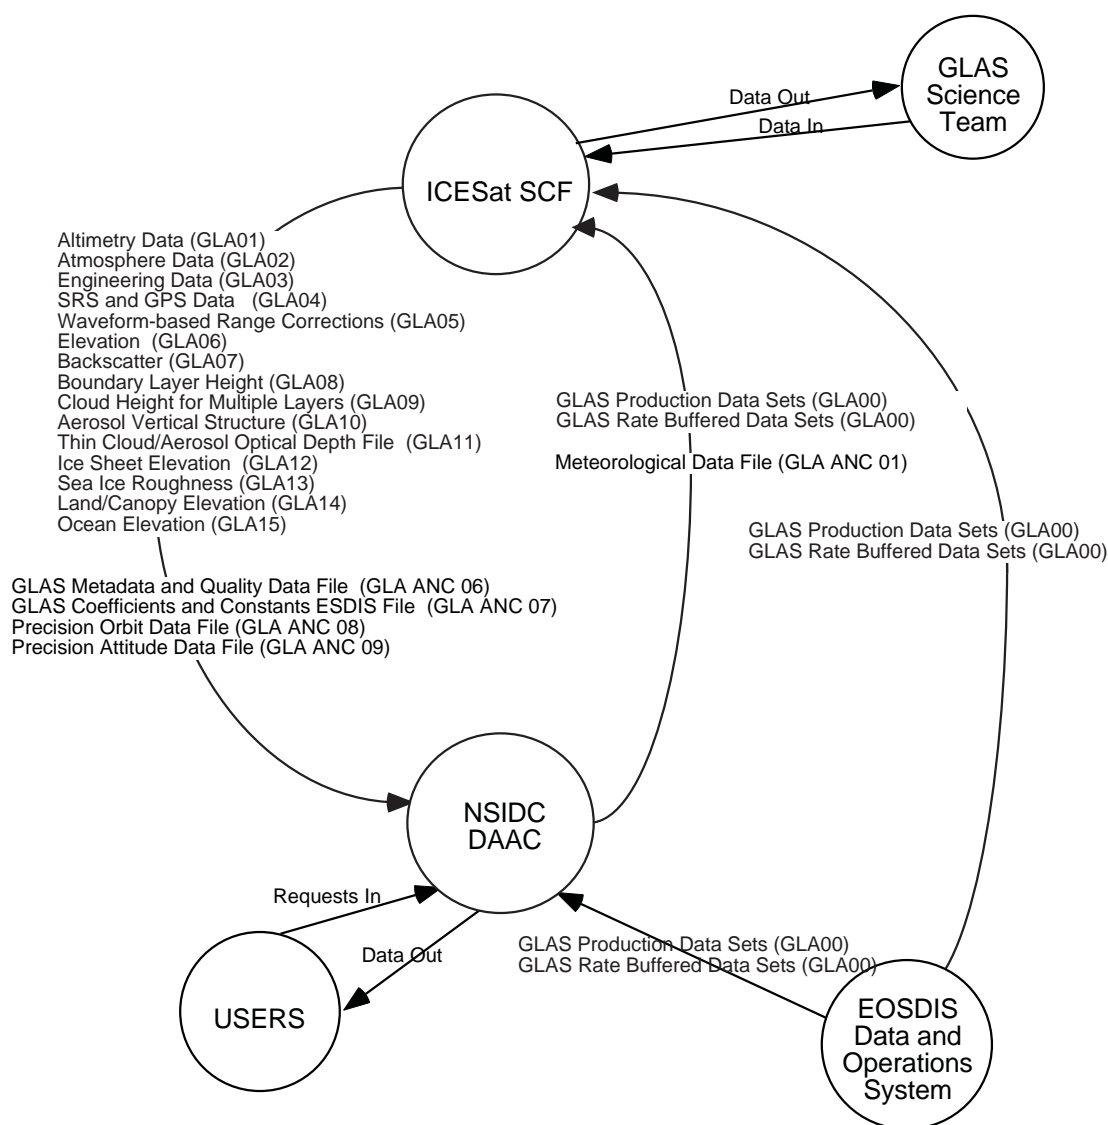 GLAS
Science
Team
Data Out
Data In
ICESat SCF
Altimetry Data (GLA01)
Atmosphere Data (GLA02)
Engineering Data (GLA03)
SRS and GPS Data (GLA04)
Waveform-based Range Corrections (GLA05)
Elevation (GLA06)
Backscatter (GLA07)
Boundary Layer Height (GLA08)
Cloud Height for Multiple Layers (GLA09)
Aerosol Vertical Structure (GLA10)
Thin Cloud/Aerosol Optical Depth File (GLA11)
Ice Sheet Elevation (GLA12)
Sea Ice Roughness (GLA13)
Land/Canopy Elevation (GLA14)
Ocean Elevation (GLA15)
GLAS Metadata and Quality Data File (GLA ANC 06)
GLAS Coefficients and Constants ESDIS File (GLA ANC 07)
Precision Orbit Data File (GLA ANC 08)
Precision Attitude Data File (GLA ANC 09)
GLAS Production Data Sets (GLA00)
GLAS Rate Buffered Data Sets (GLA00)
Meteorological Data File (GLA ANC 01)
GLAS Production Data Sets (GLA00)
GLAS Rate Buffered Data Sets (GLA00)
NSIDC
DAAC
Requests In
Data Out
USERS
GLAS Production Data Sets (GLA00)
GLAS Rate Buffered Data Sets (GLA00)
EOSDIS
Data and
Operations
System